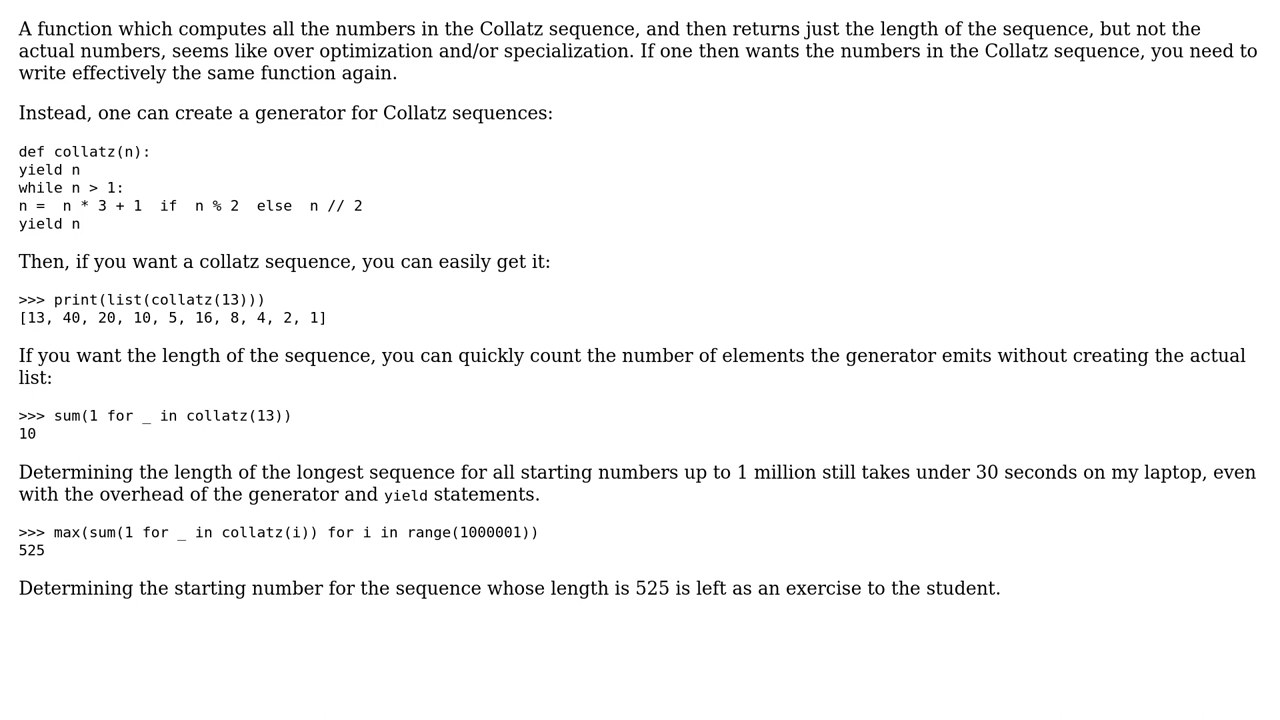 A function which computes all the numbers in the Collatz sequence, and then returns just the length of the sequence, but not the
actual numbers, seems like over optimization and/or specialization. If one then wants the numbers in the Collatz sequence, you need to
write effectively the same function again.
Instead, one can create a generator for Collatz sequences:
def collatz(n):
yield n
while n > 1:
n =  n * 3 + 1  if  n % 2  else  n // 2
yield n
Then, if you want a collatz sequence, you can easily get it:
>>> print(list(collatz(13)))
[13, 40, 20, 10, 5, 16, 8, 4, 2, 1]
If you want the length of the sequence, you can quickly count the number of elements the generator emits without creating the actual
list:
>>> sum(1 for _ in collatz(13))
10
Determining the length of the longest sequence for all starting numbers up to 1 million still takes under 30 seconds on my laptop, even
with the overhead of the generator and yield statements.
>>> max(sum(1 for _ in collatz(i)) for i in range(1000001))
525
Determining the starting number for the sequence whose length is 525 is left as an exercise to the student.